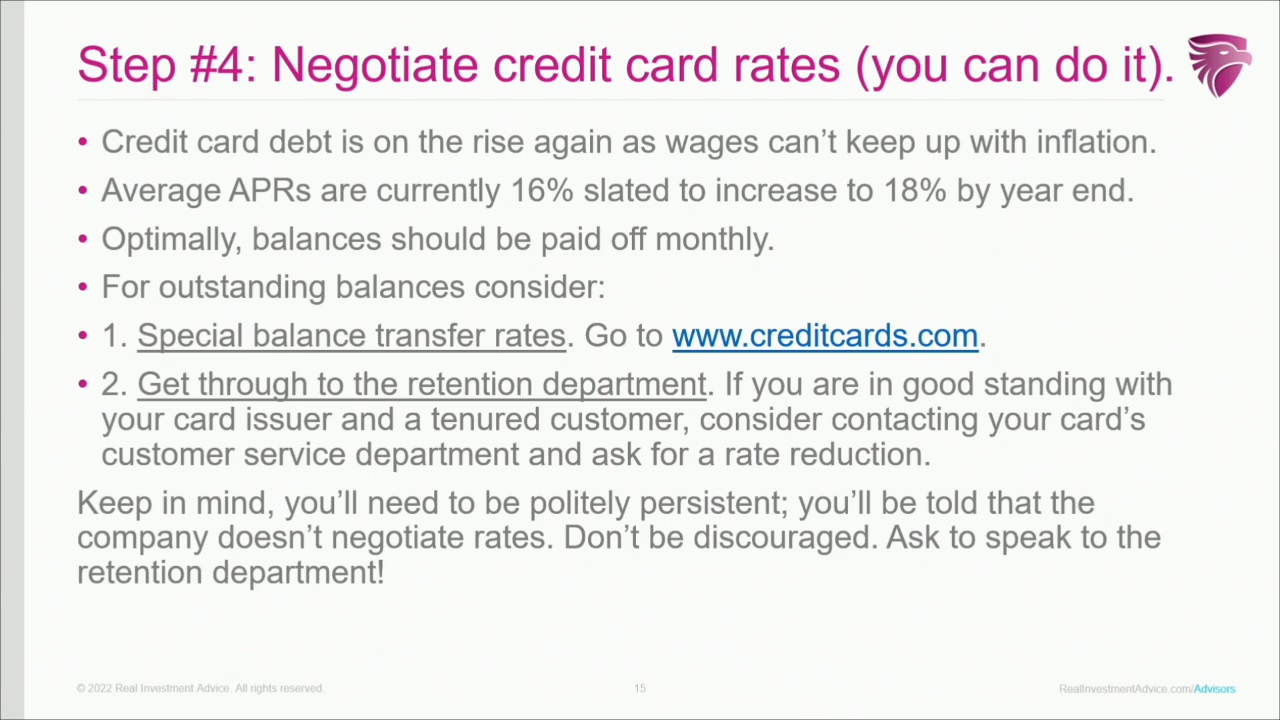 Step #4: Negotiate credit card rates (you can do it).
• Credit card debt is on the rise again as wages can’t keep up with inflation.
• Average APRs are currently 16% slated to increase to 18% by year end.
• Optimally, balances should be paid off monthly.
• For outstanding balances consider:
• 1. Special balance transfer rates. Go to www.creditcards.com.
• 2. Get through to the retention department. If you are in good standing with
your card issuer and a tenured customer, consider contacting your card’s
customer service department and ask for a rate reduction.
Keep in mind, you’ll need to be politely persistent; you’ll be told that the
company doesn’t negotiate rates. Don’t be discouraged. Ask to speak to the
retention department!
© 2022 Real Investment Advice. All rights reserved.
15
RealInvestmentAdvice.com/Advisors